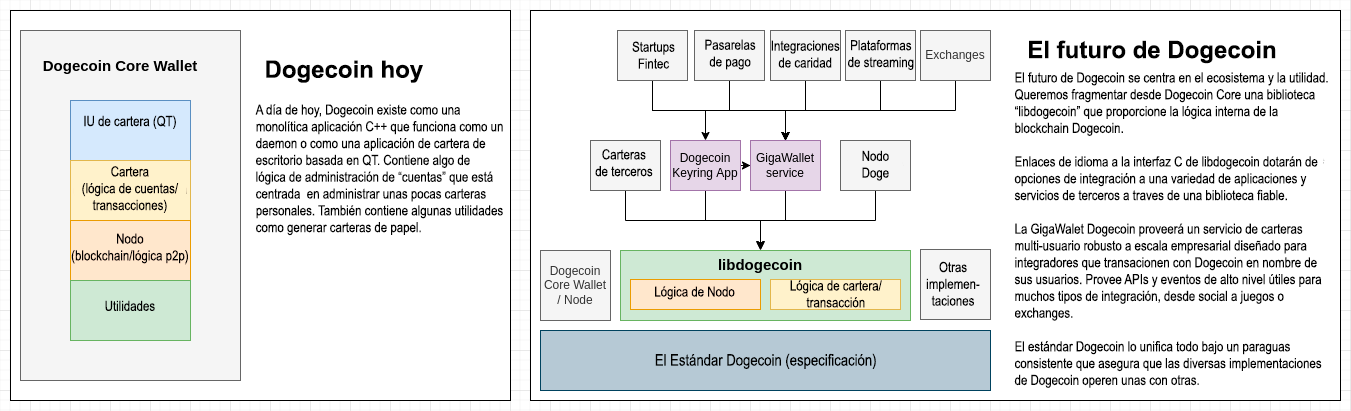 Dogecoin Core Wallet
IU de cartera (QT)
Cartera
(lógica de cuentas/
transacciones)
Nodo
(blockchain/lógica p2p)
Utilidades
Dogecoin hoy
A día de hoy, Dogecoin existe como una
monolítica aplicación C++ que funciona como un
daemon o como una aplicación de cartera de
escritorio basada en QT. Contiene algo de
lógica de administración de “cuentas” que está
centrada en administrar unas pocas carteras
personales. También contiene algunas utilidades
como generar carteras de papel.
Startups
Fintec
Pasarelas
de pago
Integraciones
de caridad
Plataformas
de streaming
Exchanges
Carteras
de terceros
Dogecoin
Keyring App
GigaWallet
service
Nodo
Doge
Dogecoin
Core Wallet
/ Node
libdogecoin
Lógica de Nodo
Lógica de cartera/
transacción
Otras
implemen-
taciones
El Estándar Dogecoin (especificación)
El futuro de Dogecoin
El futuro de Dogecoin se centra en el ecosistema y la utilidad.
Queremos fragmentar desde Dogecoin Core una biblioteca
“libdogecoin” que proporcione la lógica interna de la
blockchain Dogecoin.
Enlaces de idioma a la interfaz C de libdogecoin dotarán de
opciones de integración a una variedad de aplicaciones y
servicios de terceros a traves de una biblioteca fiable.
La GigaWalet Dogecoin proveerá un servicio de carteras
multi-usuario robusto a escala empresarial diseñado para
integradores que transacionen con Dogecoin en nombre de
sus usuarios. Provee APIs y eventos de alto nivel útiles para
muchos tipos de integración, desde social a juegos o
exchanges.
El estándar Dogecoin lo unifica todo bajo un paraguas
consistente que asegura que las diversas implementaciones
de Dogecoin operen unas con otras.